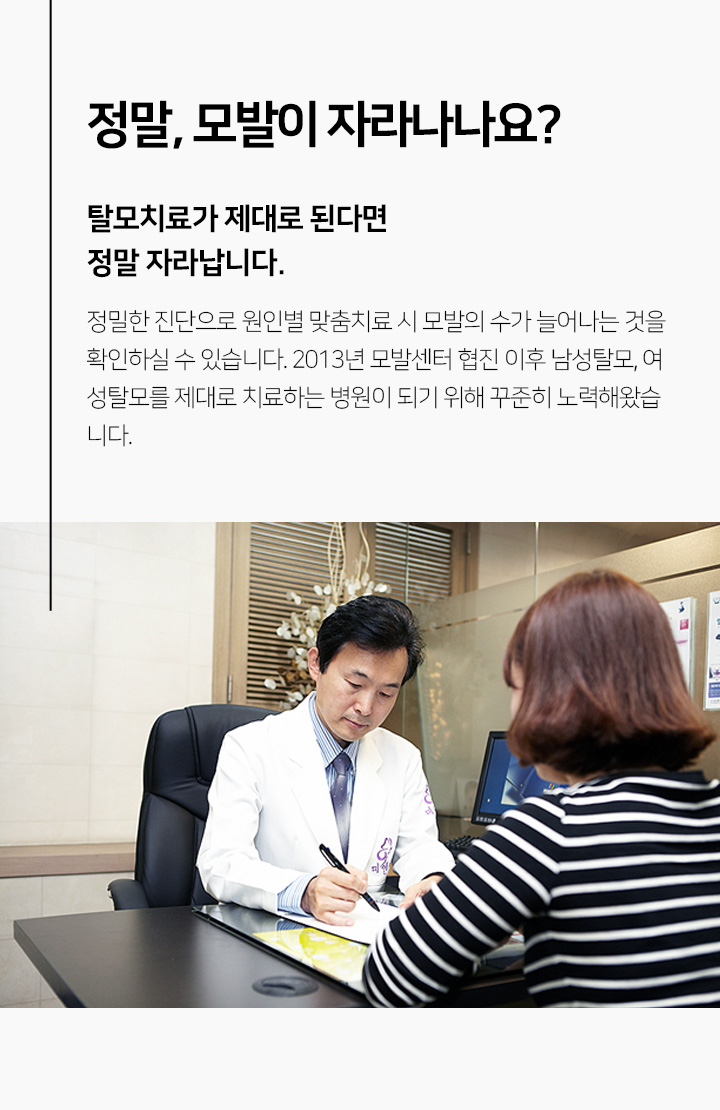 정말, 모발이 자라나나요?
탈모치료가 제대로 된다면
정말 자라납니다.
정밀한 진단으로 원인별 맞춤치료 시 모발의 수가 늘어나는 것을
확인하실 수 있습니다. 2013년 모발센터 협진 이후 남성탈모, 여
성탈모를 제대로 치료하는 병원이 되기 위해 꾸준히 노력해왔습
니다.